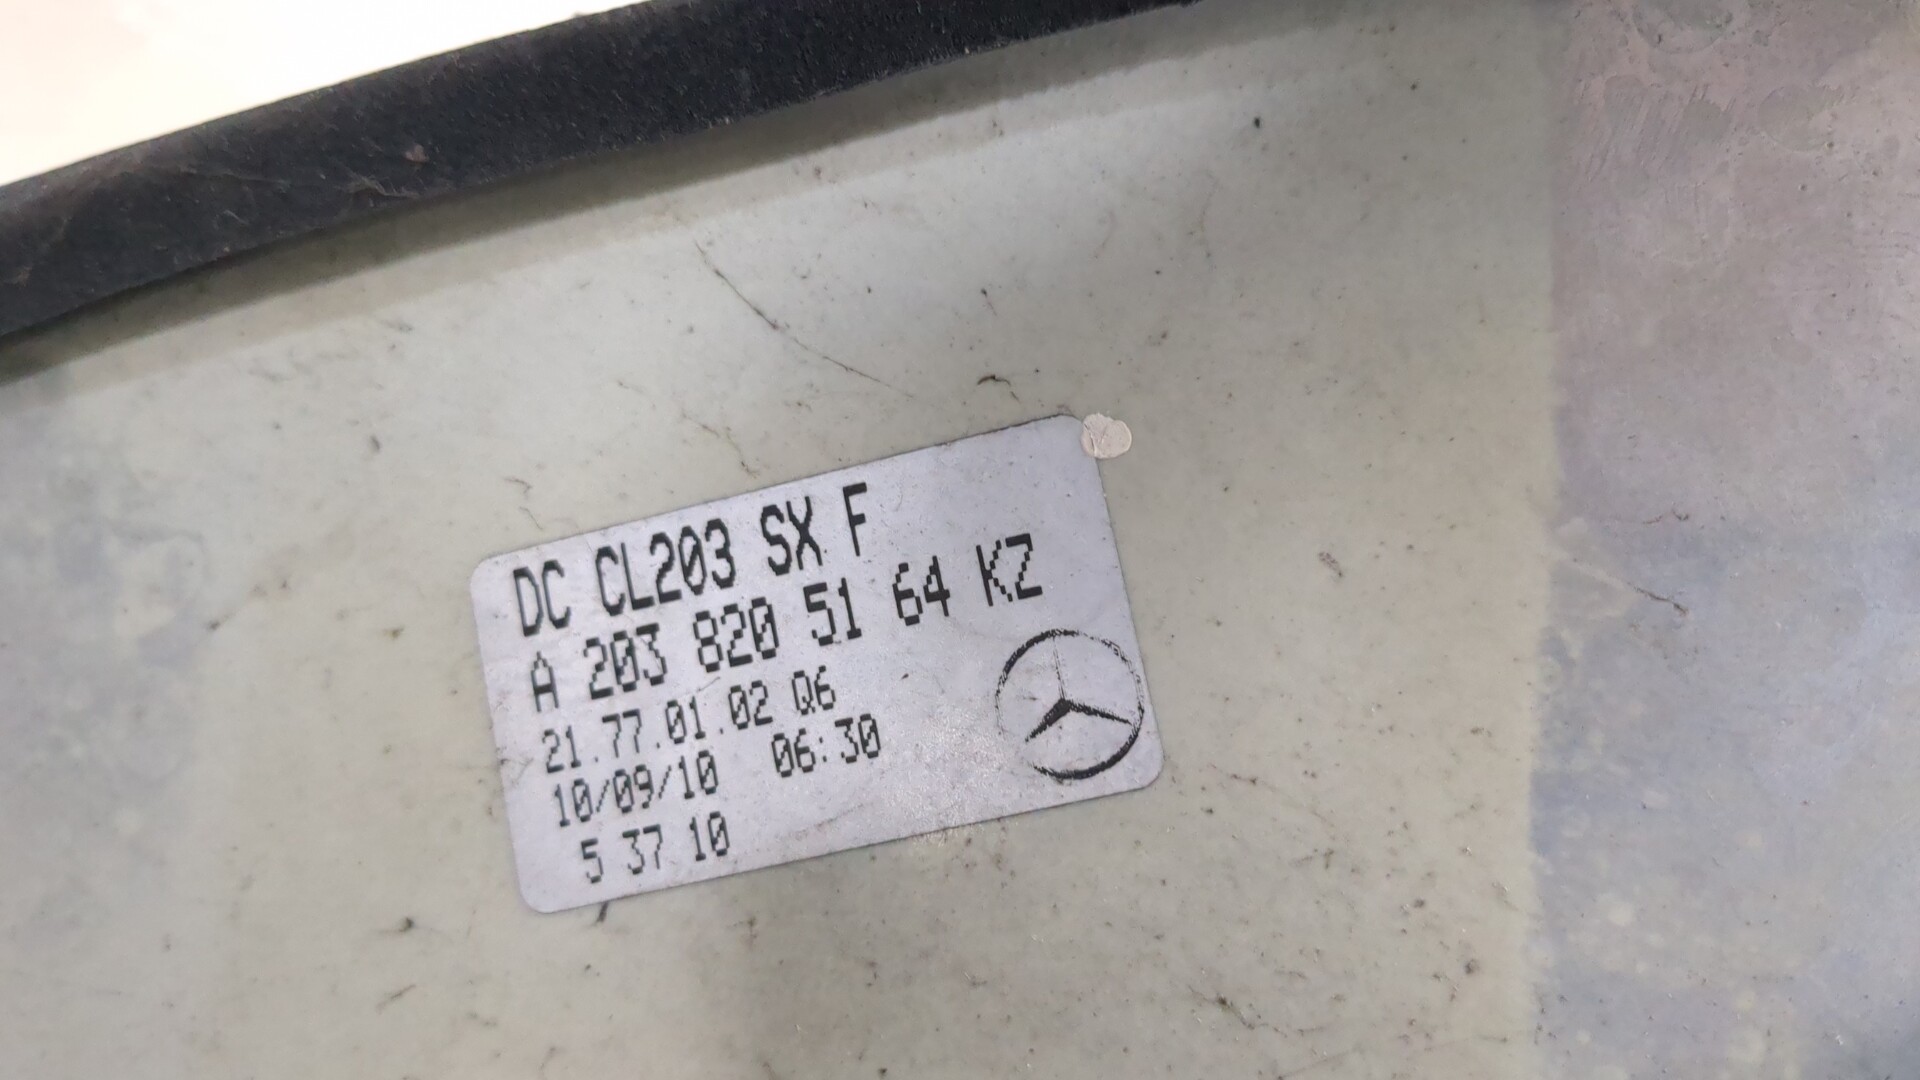 DC CL203 SX F
A 203 820 51 64 KZ
21.77.01.02 Q6
10/09/10 06:30
5 37 10